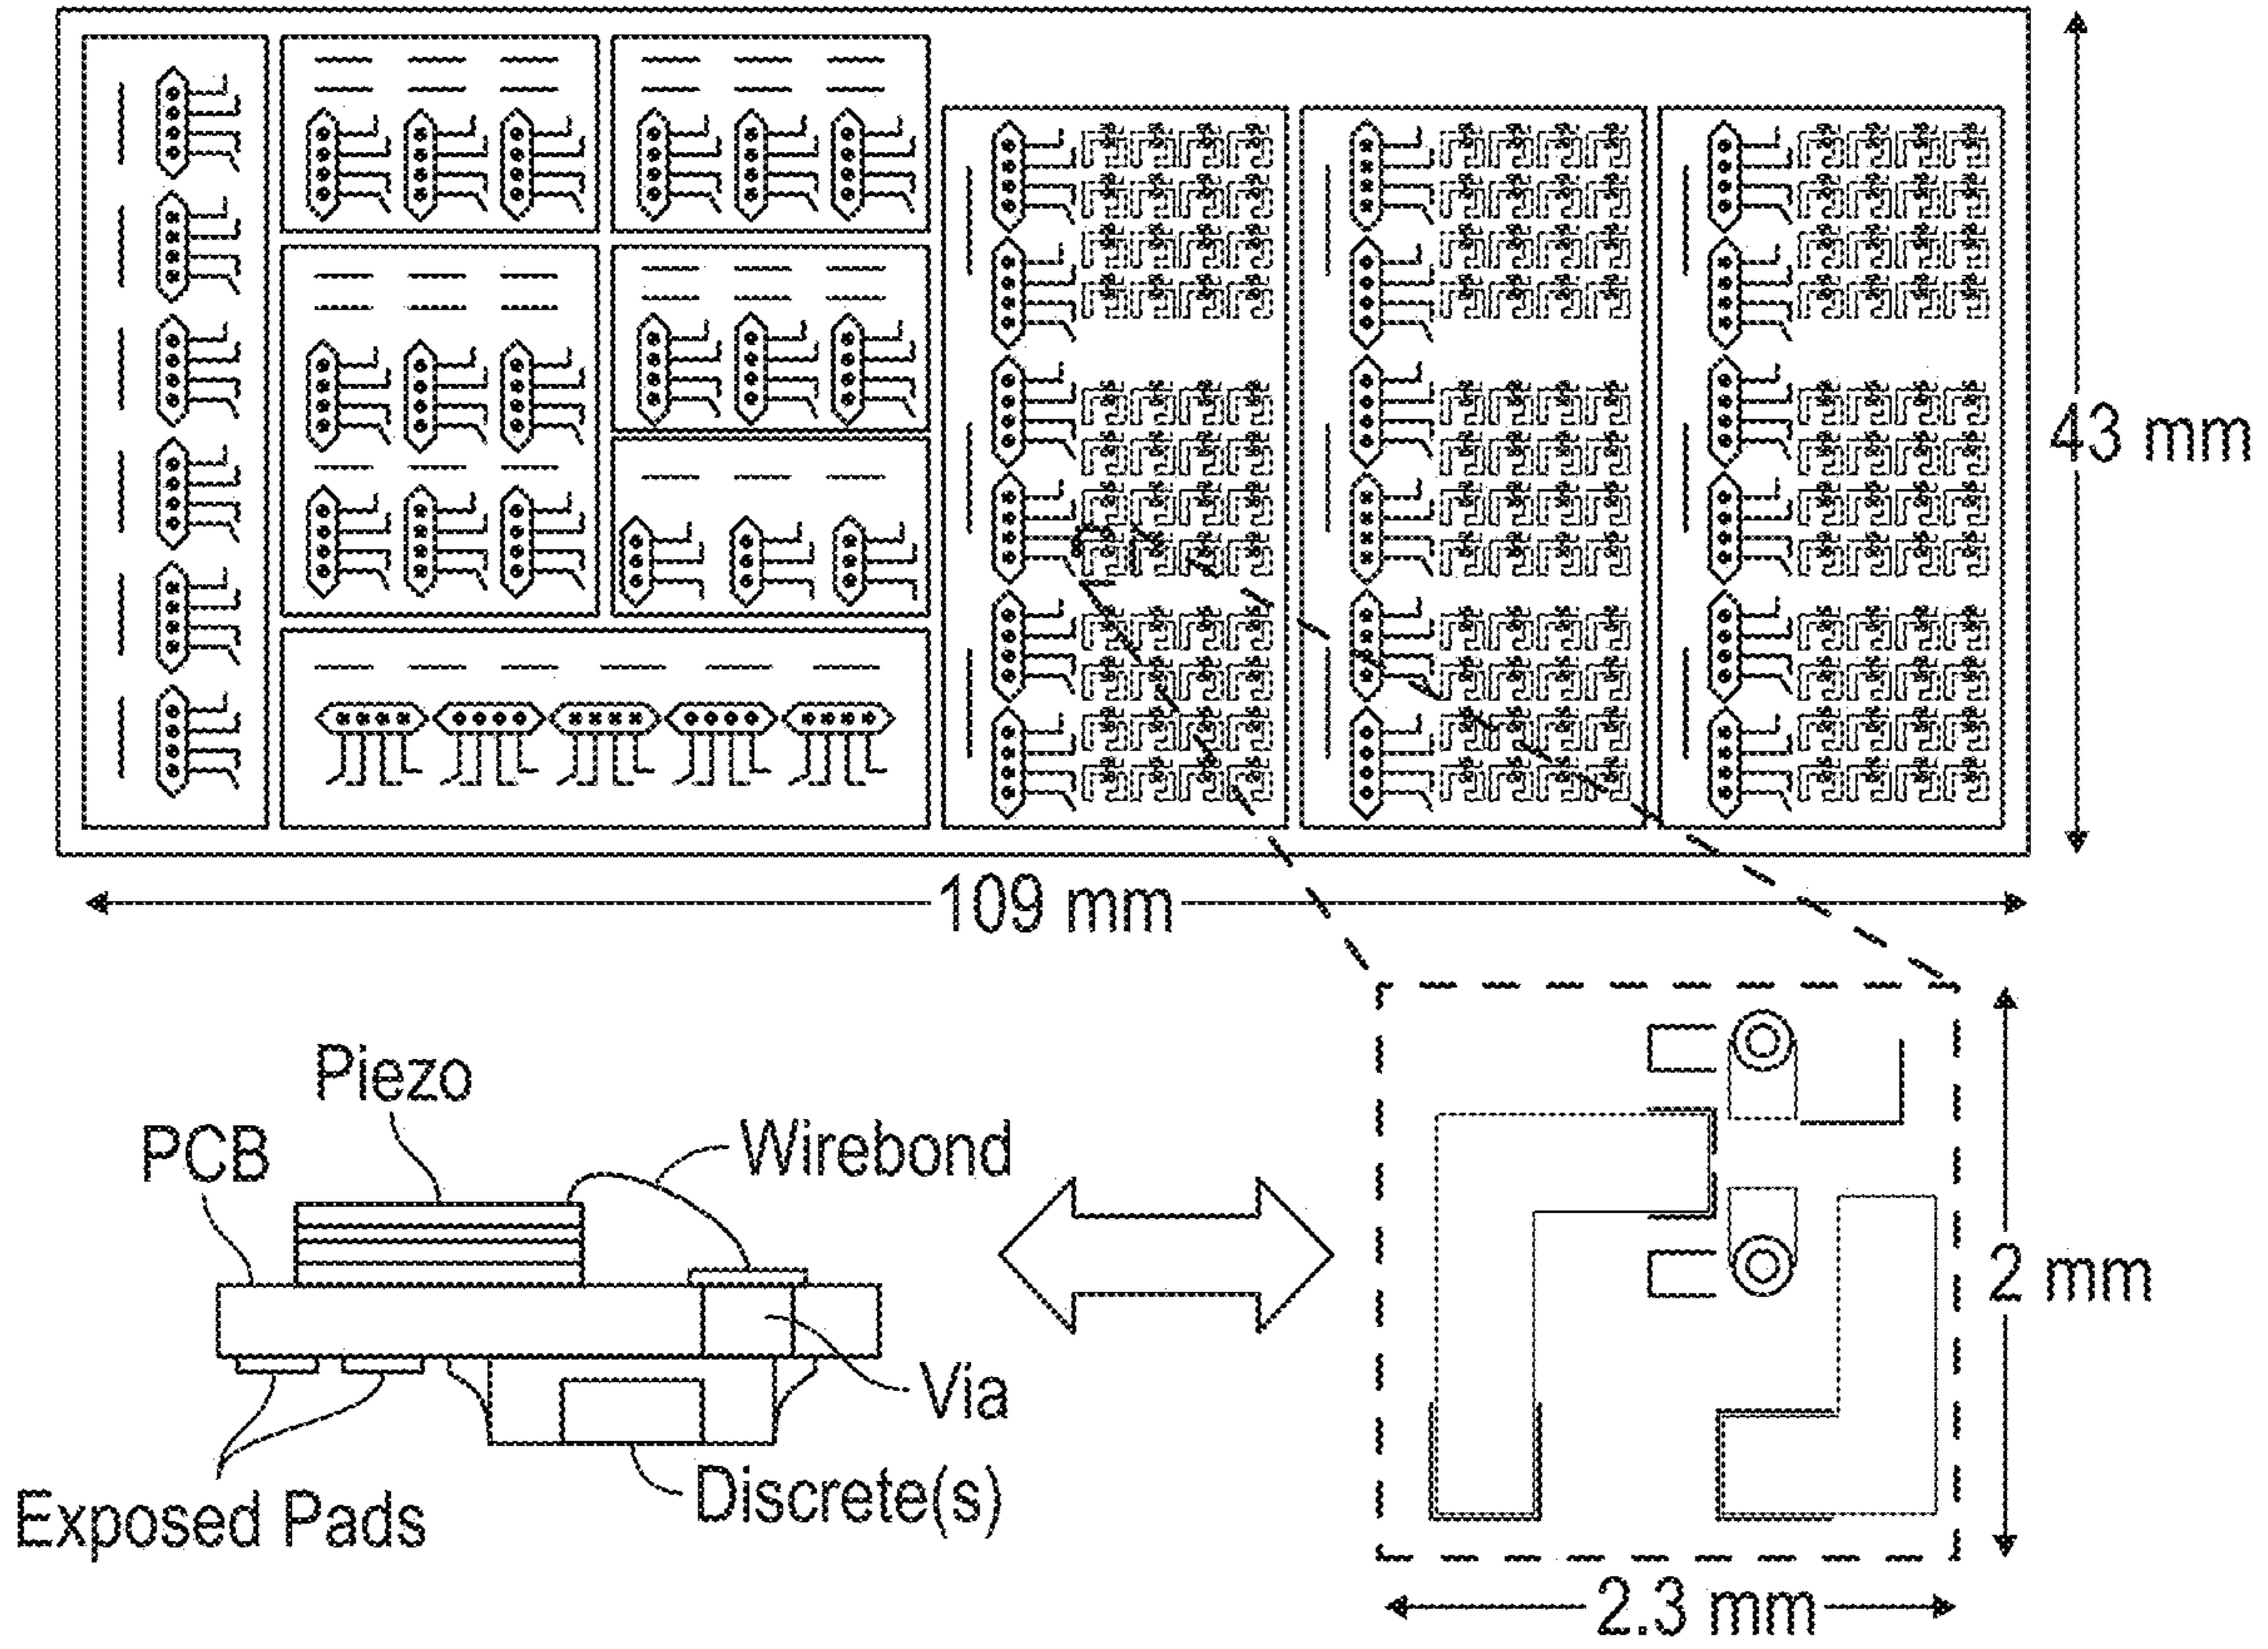 43 mm
109 mm
Piezo
PCB
Wirebond
Via
Discrete(s)
Exposed Pads
2 mm
2.3 mm